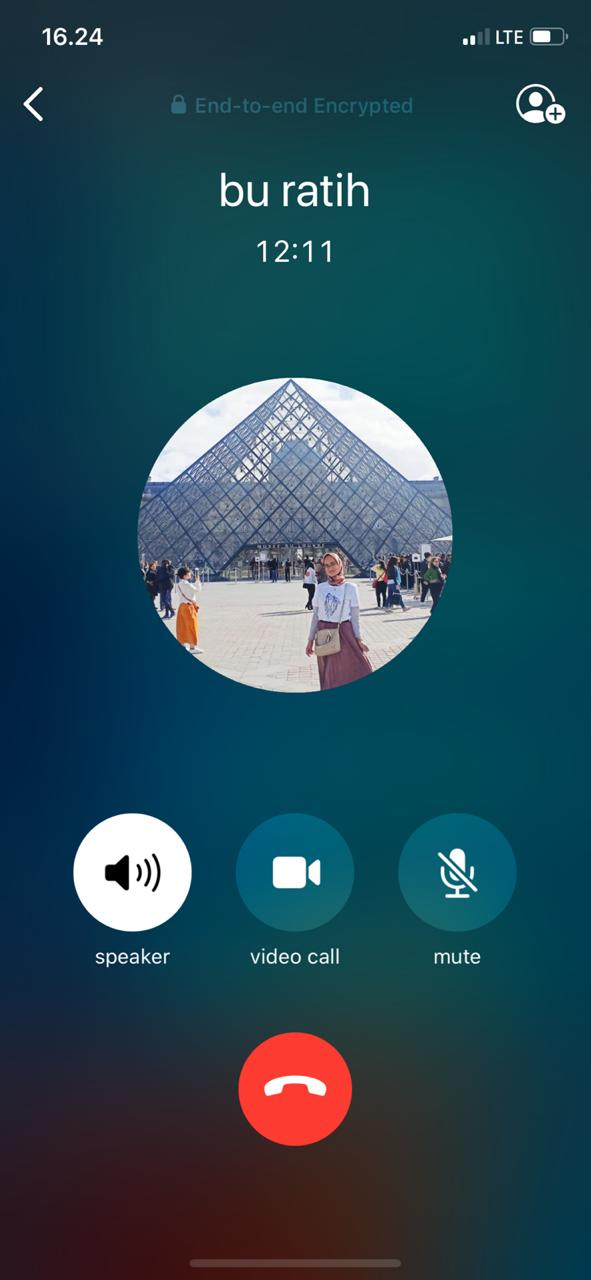 16.24 LTE
End-to-end Encrypted
bu ratih
12:11
speaker video call mute